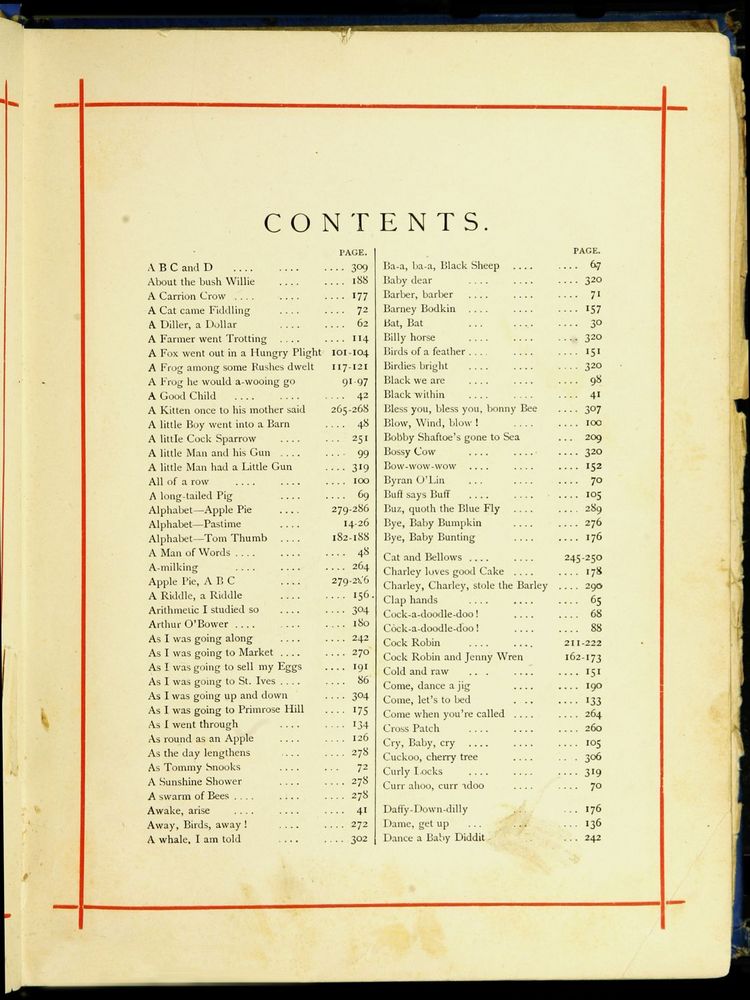 CONTENTS.
PAGE.
A B C and D .... .... .... 309
About the bush Willie .... .... 188
A Carrion Crow .... .... .... 177
A Cat came Fiddling .... .... 72
A Diller, a Dollar .... .... 62
A Farmer went Trotting .... .... 114
A Fox went out in a Hungry Plight 101-104
A Frog among some Rushes dwelt 117-121
A Frog he would a-wooing go 91-97
A Good Child .... .... .... 42
A Kitten once to his mother said 265-268
A little Boy went into a Barn .... 48
A little Cock Sparrow .... ... 251
A little Man and his Gun .... .... 99
A little Man had a Little Gun .... 319
All of a row .... .... .... 100
A long-tailed Pig .... .... 69
Alphabet—Apple Pie .... 279-286
Alphabet—Pastime .... 14-26
Alphabet—Tom Thumb .... 182-188
A Man of Words .... .... .... 48
A-milking .... .... .... 264
Apple Pie, A B C .... 279-286
A Riddle, a Riddle .... .... 156
Arithmetic I studied so .... .... 304
Arthur O'Bower .... .... .... 180
As I was going along .... .... 242
As I was going to Market .... .... 270
As I was going to sell my Eggs .... 191
As I was going to St. Ives .... .... 86
As I was going up and down .... 304
As I was going to Primrose Hill .... 175
As I went through .... .... 134
As round as an Apple .... .... 126
As the day lengthens .... .... 278
As Tommy Snooks .... ... 72
A Sunshine Shower .... .... 278
A swarm of Bees .... .... .... 278
Awake, arise .... .... .... 41
Away, Birds, away! .... .... 272
A whale, I am told .... .... 302
PAGE.
Ba-a, ba-a, Black Sheep .... .... 67
Baby dear .... .... .... 320
Barber, barber .... .... .... 71
Barney Bodkin .... .... .... 157
Bat, Bat ... .... .... 30
Billy horse .... .... .... 320
Birds of a feather .... .... .... 151
Birdies bright .... .... .... 320
Black we are .... .... .... 98
Black within .... .... .... 41
Bless you, bless you, bonny Bee .... 307
Blow, Wind, blow! .... .... 100
Bobby Shaftoe's gone to Sea ... 209
Bossy Cow .... .... .... 320
Bow-wow-wow .... .... .... 152
Byran O'Lin ... .... .... 70
Buff says Buff .... .... .... 105
Buz, quoth the Blue Fly .... .... 289
Bye, Baby Bumpkin .... .... 276
Bye, Baby Bunting .... .... 176
Cat and Bellows .... .... 245-250
Charley loves good Cake .... .... 178
Charley, Charley, stole the Barley .... 290
Clap hands .... .... .... 65
Cock-a-doodle-doo! .... .... 68
Cock-a-doodle-doo! .... .... 88
Cock Robin .... .... 211-222
Cock Robin and Jenny Wren 162-173
Cold and raw .. . .... .... 151
Come, dance a jig .... .... 190
Come, let's to bed . .. .... 133
Come when you're called .... .... 264
Cross Patch .... .... .... 260
Cry, Baby, cry .... .... .... 105
Cuckoo, cherry tree .... .. . 306
Curly Locks .... .... .... 319
Curr ahoo, curr adoo .... .... 70
Daffy-Down-dilly ... 176
Dame, get up ... ... .... 136
Dance a Baby Diddit ... 242